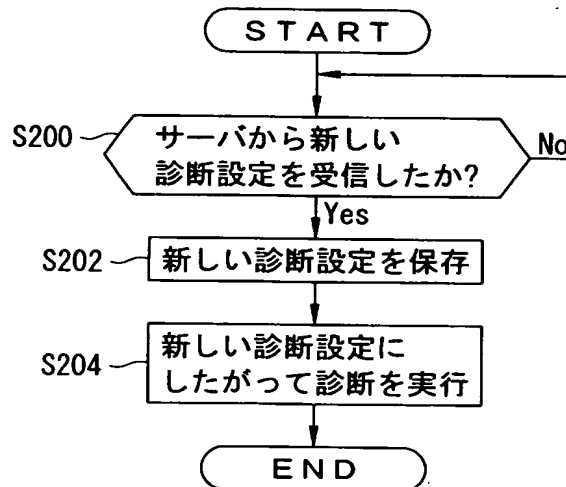 START
S200
サーバから新しい
診断設定を受信したか?
No
Yes
S202
新しい診断設定を保存
S204
新しい診断設定に
したがって診断を実行
END